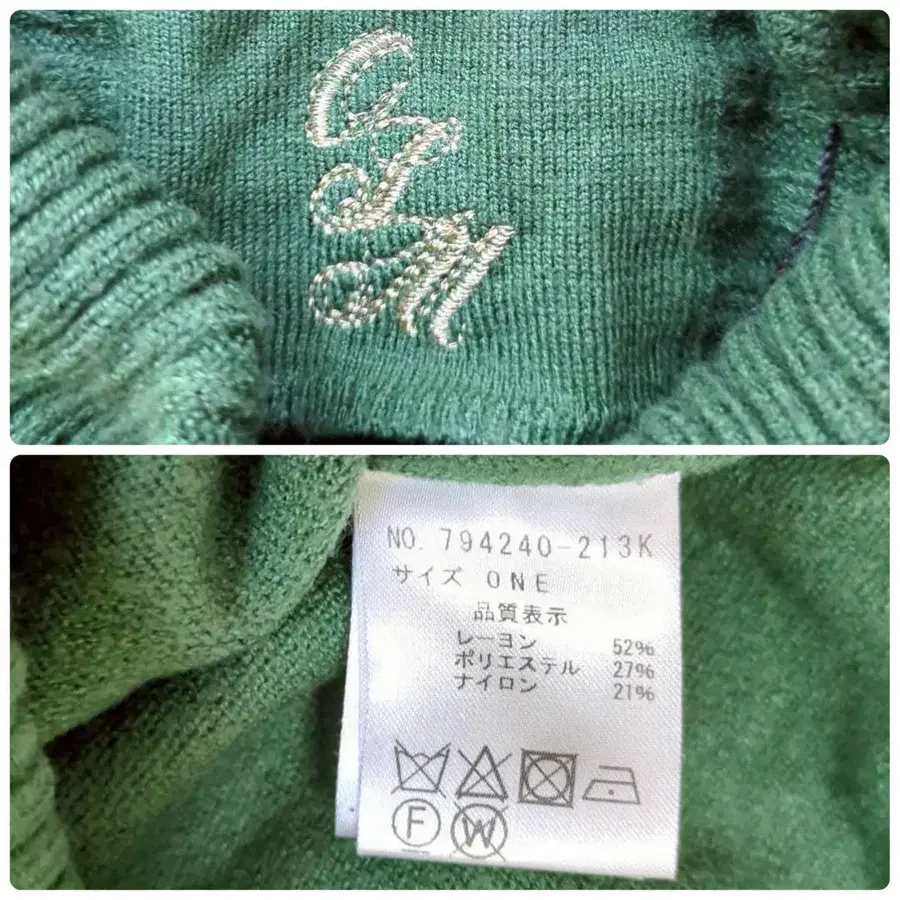 G
S
M
NO. 794240-213K
サイズ ONE
品質表示
レーヨン 52%
ポリエステル 27%
ナイロン 21%
F W